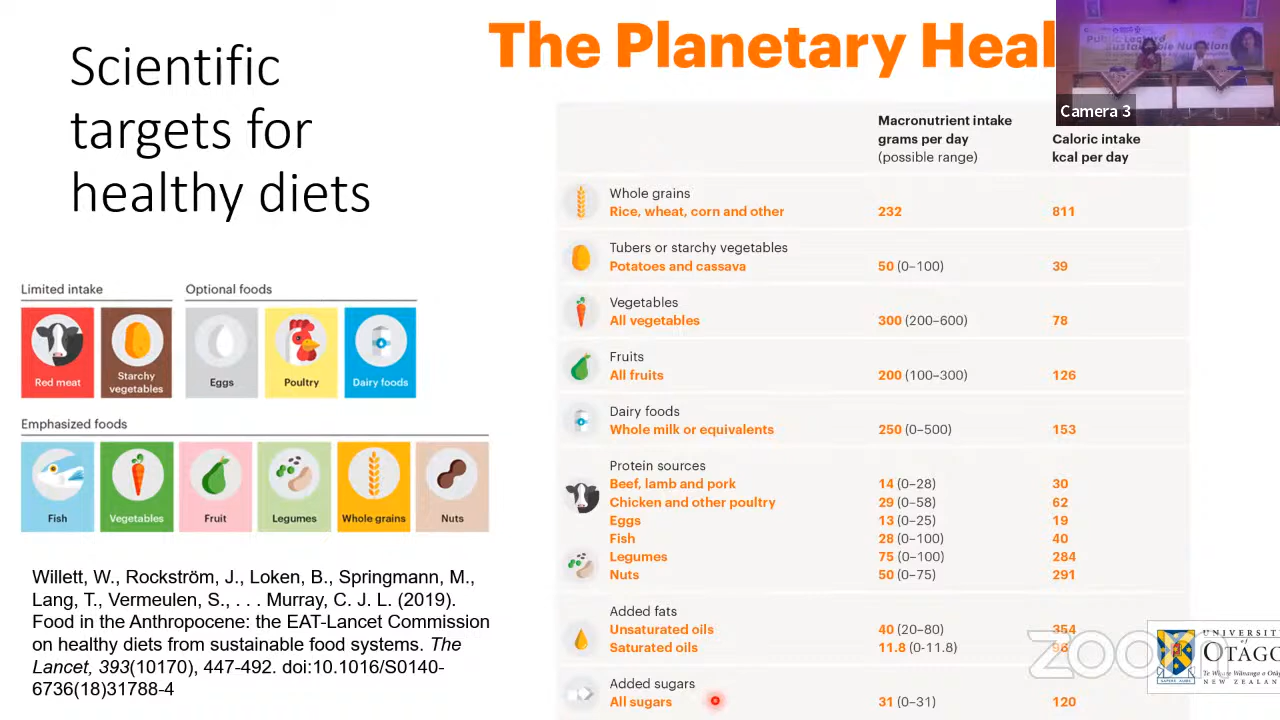 Scientific
targets for
healthy diets
The Planetary Heal
Camera 3
Public Lecture
Sustainable Nutrition
Limited intake
Optional foods
Red meat
Starchy
vegetables
Eggs
Poultry
Dairy foods
Emphasized foods
Fish
Vegetables
Fruit
Legumes
Whole grains
Nuts
Willett, W., Rockström, J., Loken, B., Springmann, M.,
Lang, T., Vermeulen, S., . . . Murray, C. J. L. (2019).
Food in the Anthropocene: the EAT-Lancet Commission
on healthy diets from sustainable food systems. The
Lancet, 393(10170), 447-492. doi:10.1016/S0140-
6736(18)31788-4
Macronutrient intake
grams per day
(possible range)
Caloric intake
kcal per day
Whole grains
Rice, wheat, corn and other 232 811
Tubers or starchy vegetables
Potatoes and cassava 50 (0–100) 39
Vegetables
All vegetables 300 (200–600) 78
Fruits
All fruits 200 (100–300) 126
Dairy foods
Whole milk or equivalents 250 (0–500) 153
Protein sources
Beef, lamb and pork 14 (0–28) 30
Chicken and other poultry 29 (0–58) 62
Eggs 13 (0–25) 19
Fish 28 (0–100) 40
Legumes 75 (0–100) 284
Nuts 50 (0–75) 291
Added fats
Unsaturated oils 40 (20–80) 354
Saturated oils 11.8 (0-11.8) 96
Added sugars
All sugars 31 (0–31) 120
zoom
UNIVERSI
OTAGO
NEW ZEALAND